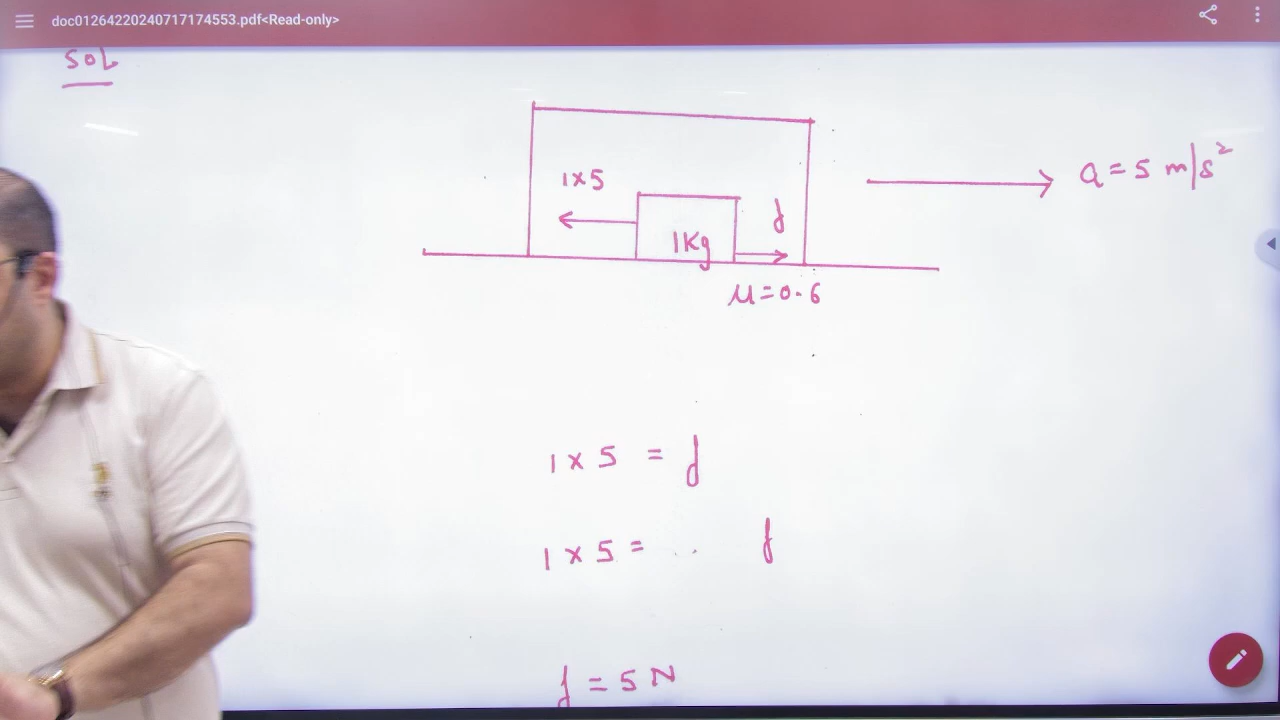 doc01264220240717174553.pdf<Read-only>
SOL
a = 5 m/s²
1×5
f
1Kg
μ = 0.6
1 × 5 = f
1 × 5 = f
f = 5 N